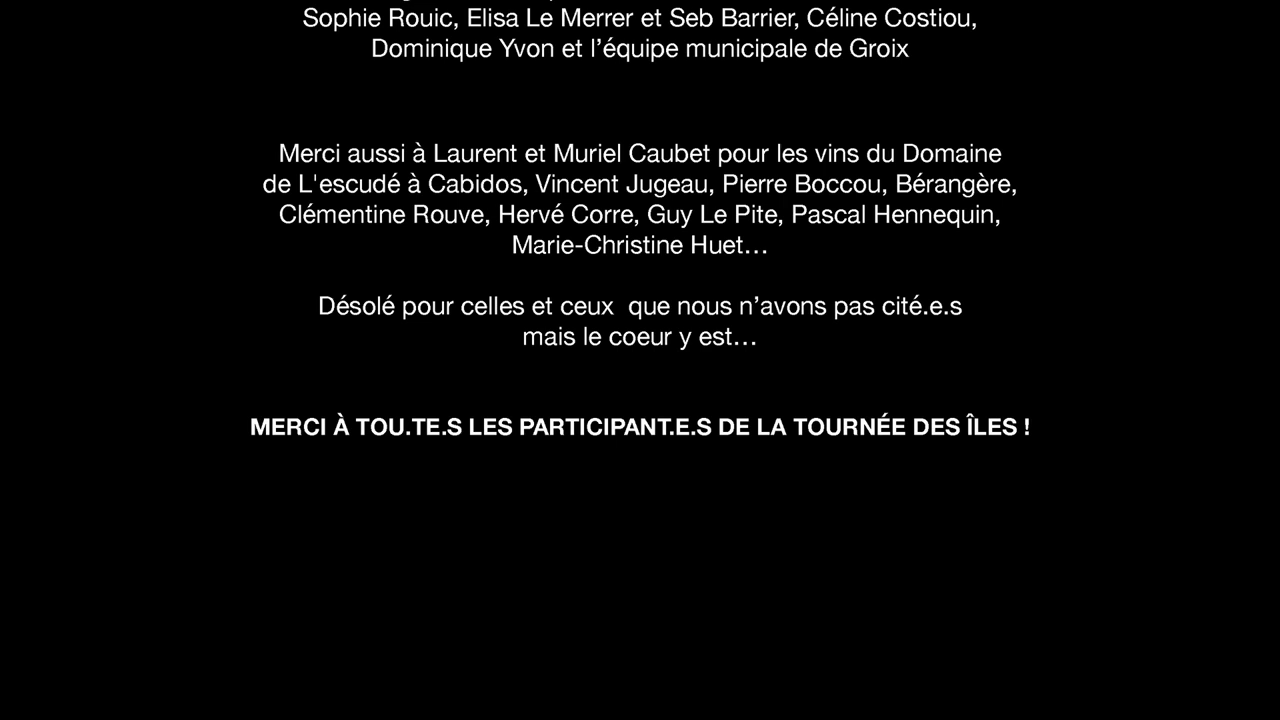 Sophie Rouic, Elisa Le Merrer et Seb Barrier, Céline Costiou,
Dominique Yvon et l’équipe municipale de Groix
Merci aussi à Laurent et Muriel Caubet pour les vins du Domaine
de L'escudé à Cabidos, Vincent Jugeau, Pierre Boccou, Bérangère,
Clémentine Rouve, Hervé Corre, Guy Le Pite, Pascal Hennequin,
Marie-Christine Huet…
Désolé pour celles et ceux  que nous n’avons pas cité.e.s
mais le coeur y est…
MERCI À TOU.TE.S LES PARTICIPANT.E.S DE LA TOURNÉE DES ÎLES !